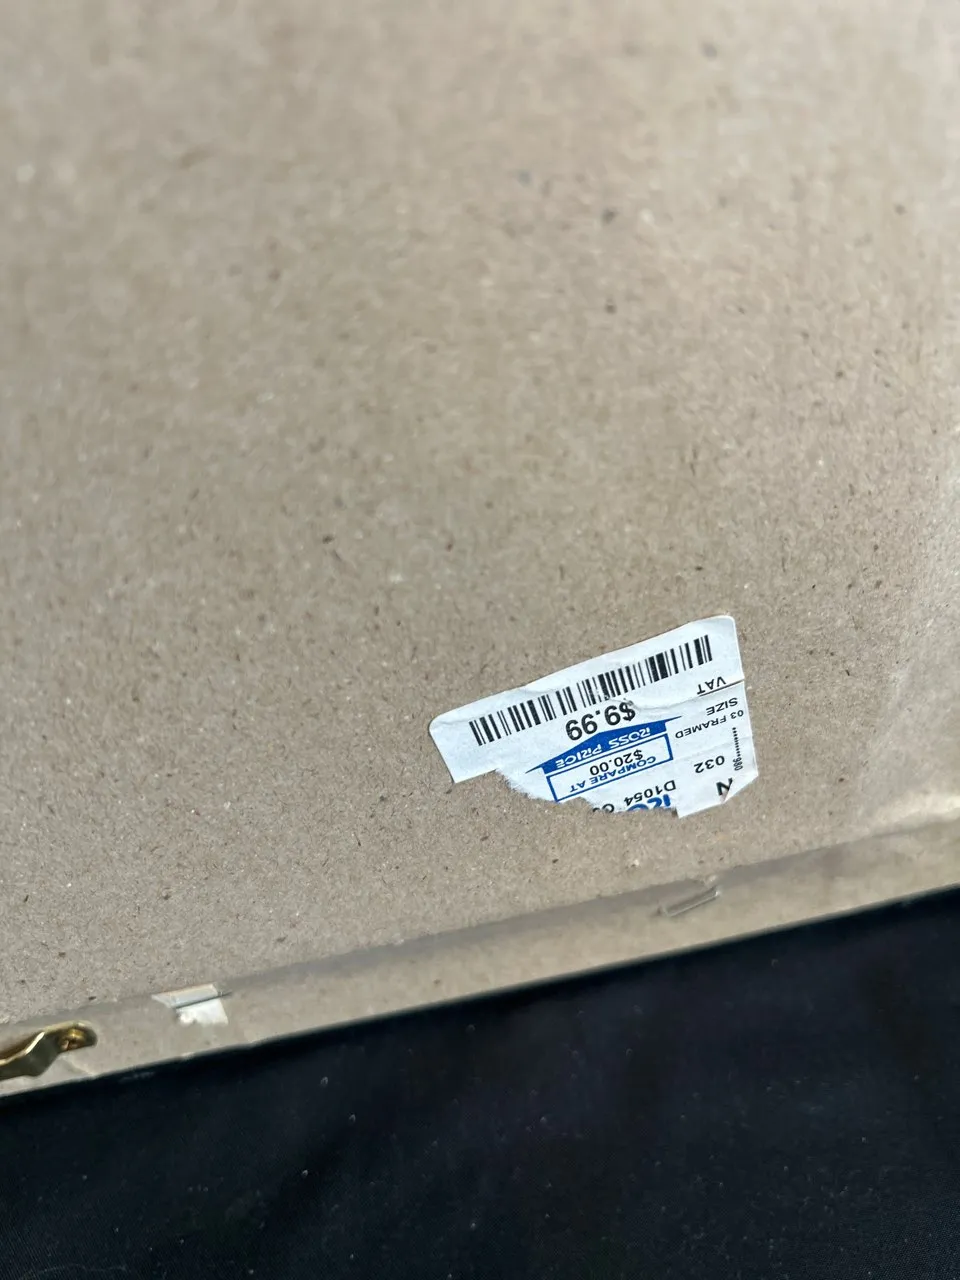 D1054
COMPARE AT
$20.00
ROSS PRICE
$9.99
N
032
03 FRAMED
SIZE
VAT